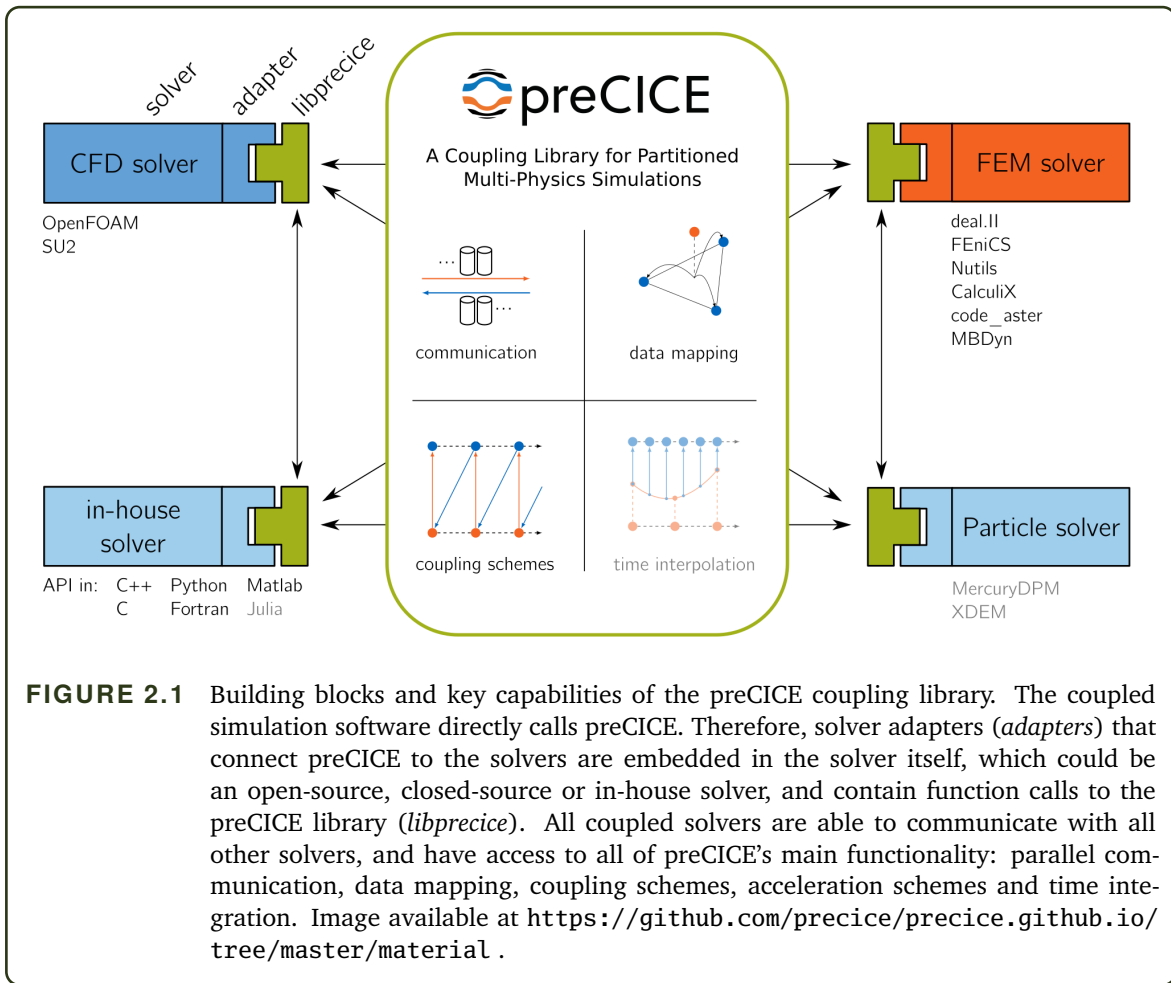 solver
adapter
libprecice
preCICE
A Coupling Library for Partitioned
Multi-Physics Simulations
CFD solver
OpenFOAM
SU2
FEM solver
deal.II
FEniCS
Nutils
CalculiX
code_aster
MBDyn
...
...
communication
data mapping
coupling schemes
time interpolation
in-house
solver
API in: C++ Python Matlab
C Fortran Julia
Particle solver
MercuryDPM
XDEM
FIGURE 2.1 Building blocks and key capabilities of the preCICE coupling library. The coupled
simulation software directly calls preCICE. Therefore, solver adapters (adapters) that
connect preCICE to the solvers are embedded in the solver itself, which could be
an open-source, closed-source or in-house solver, and contain function calls to the
preCICE library (libprecice). All coupled solvers are able to communicate with all
other solvers, and have access to all of preCICE's main functionality: parallel com-
munication, data mapping, coupling schemes, acceleration schemes and time inte-
gration. Image available at https://github.com/precice/precice.github.io/
tree/master/material .